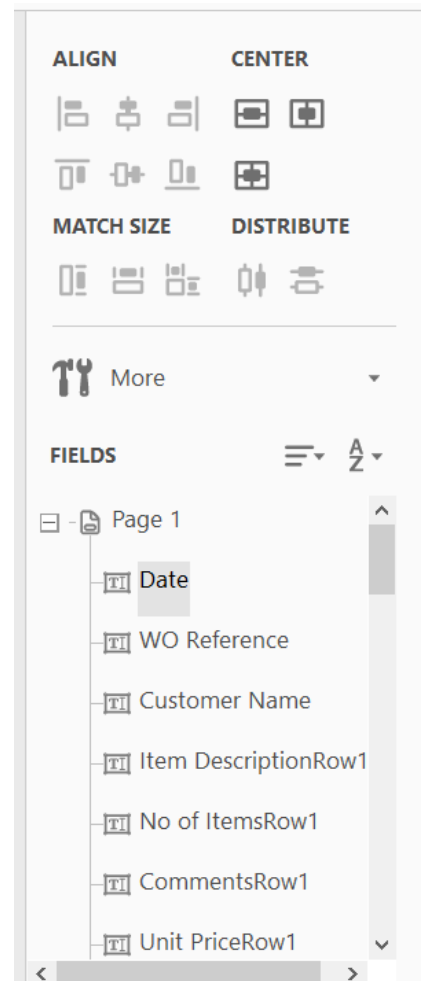 ALIGN CENTER
MATCH SIZE DISTRIBUTE
More
FIELDS
Page 1
Date
WO Reference
Customer Name
Item DescriptionRow1
No of ItemsRow1
CommentsRow1
Unit PriceRow1